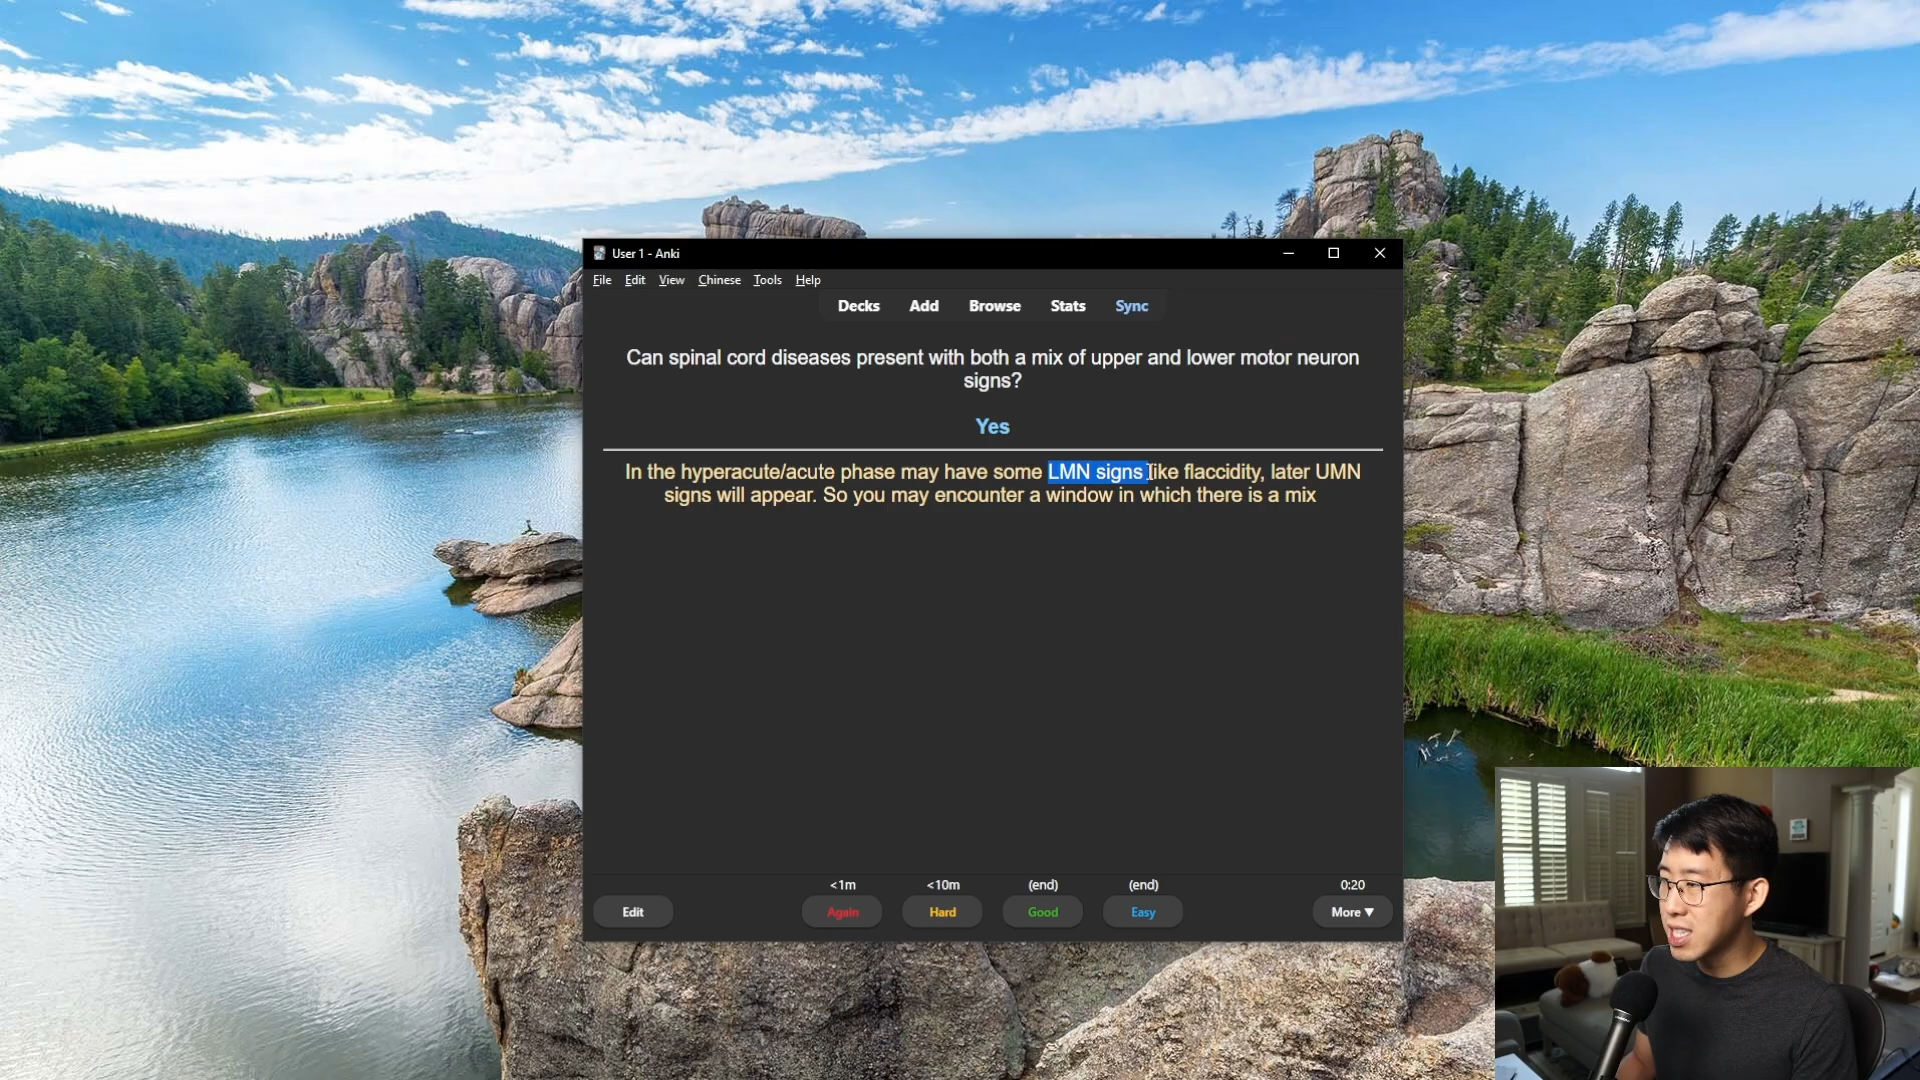 User 1 - Anki
File Edit View Chinese Tools Help
Decks Add Browse Stats Sync
Can spinal cord diseases present with both a mix of upper and lower motor neuron
signs?
Yes
In the hyperacute/acute phase may have some LMN signs like flaccidity, later UMN
signs will appear. So you may encounter a window in which there is a mix
<1m <10m (end) (end) 0:20
Edit Again Hard Good Easy More ▼